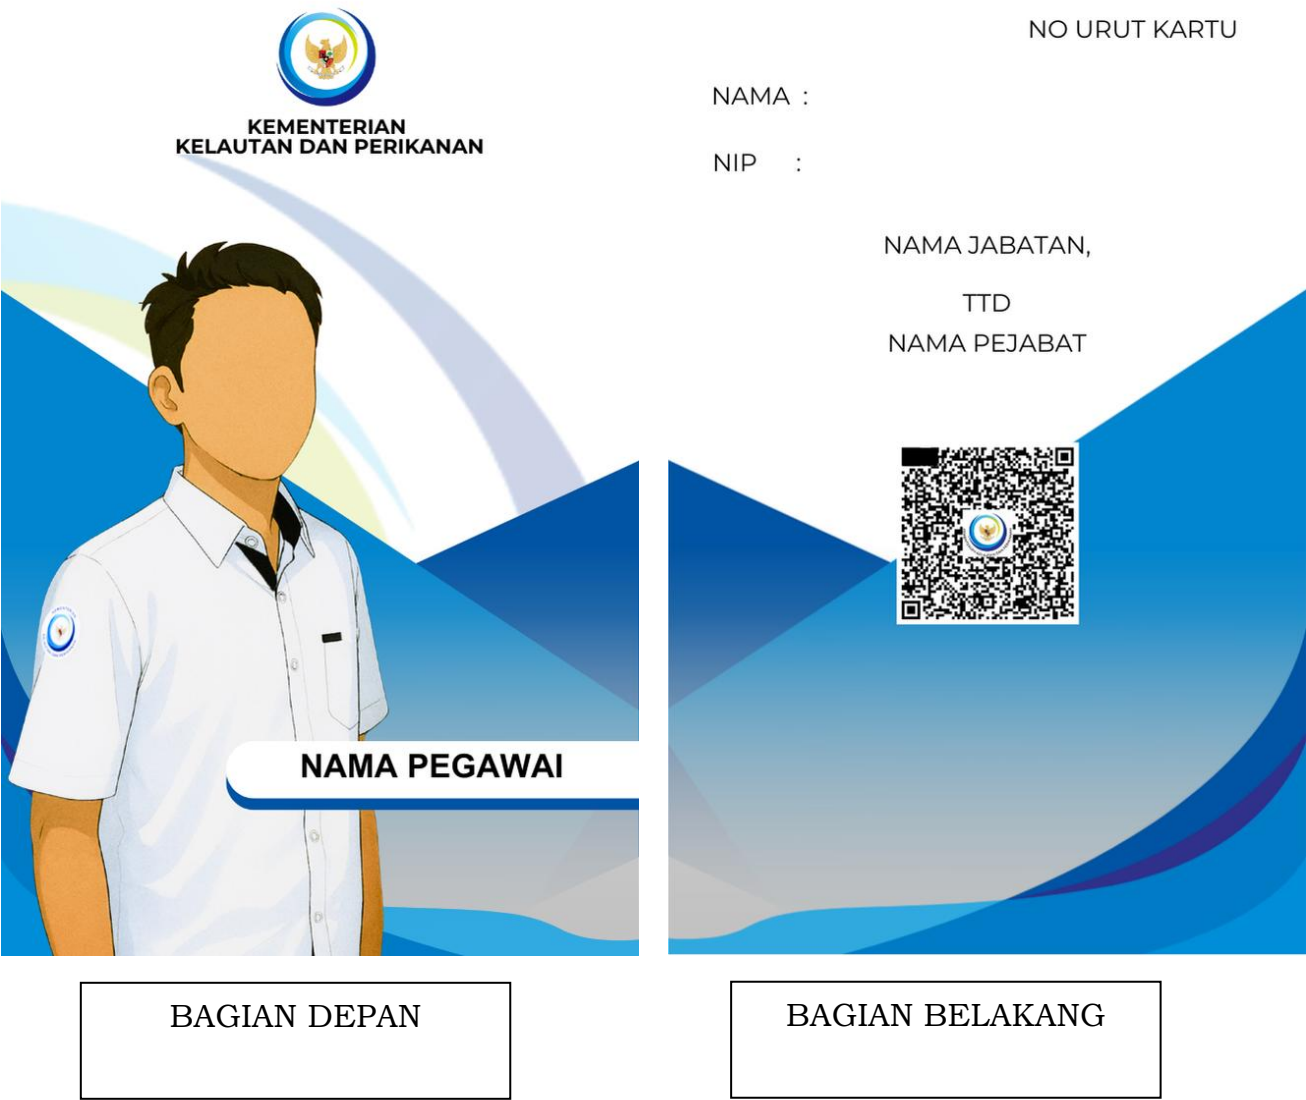 KEMENTERIAN
KELAUTAN DAN PERIKANAN
NAMA PEGAWAI
BAGIAN DEPAN
NO URUT KARTU
NAMA :
NIP :
NAMA JABATAN,
TTD
NAMA PEJABAT
BAGIAN BELAKANG